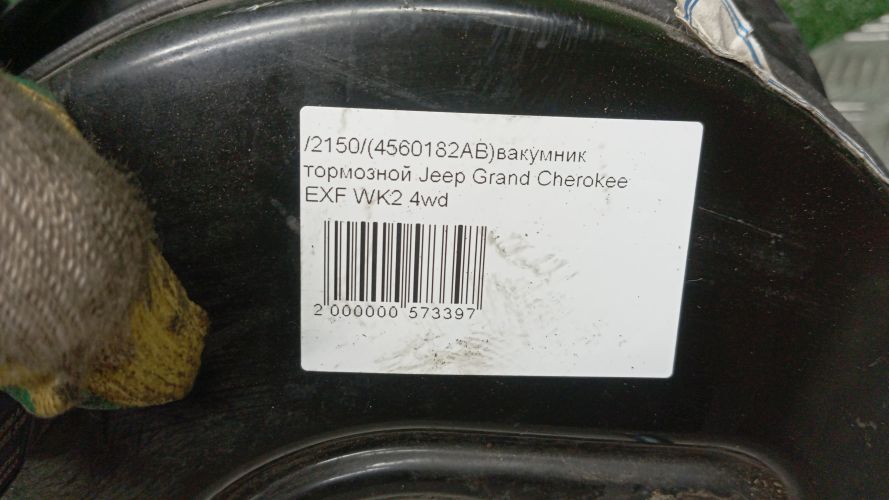 /2150/(4560182AB)вакумник
тормозной Jeep Grand Cherokee
EXF WK2 4wd
2 000000 573397